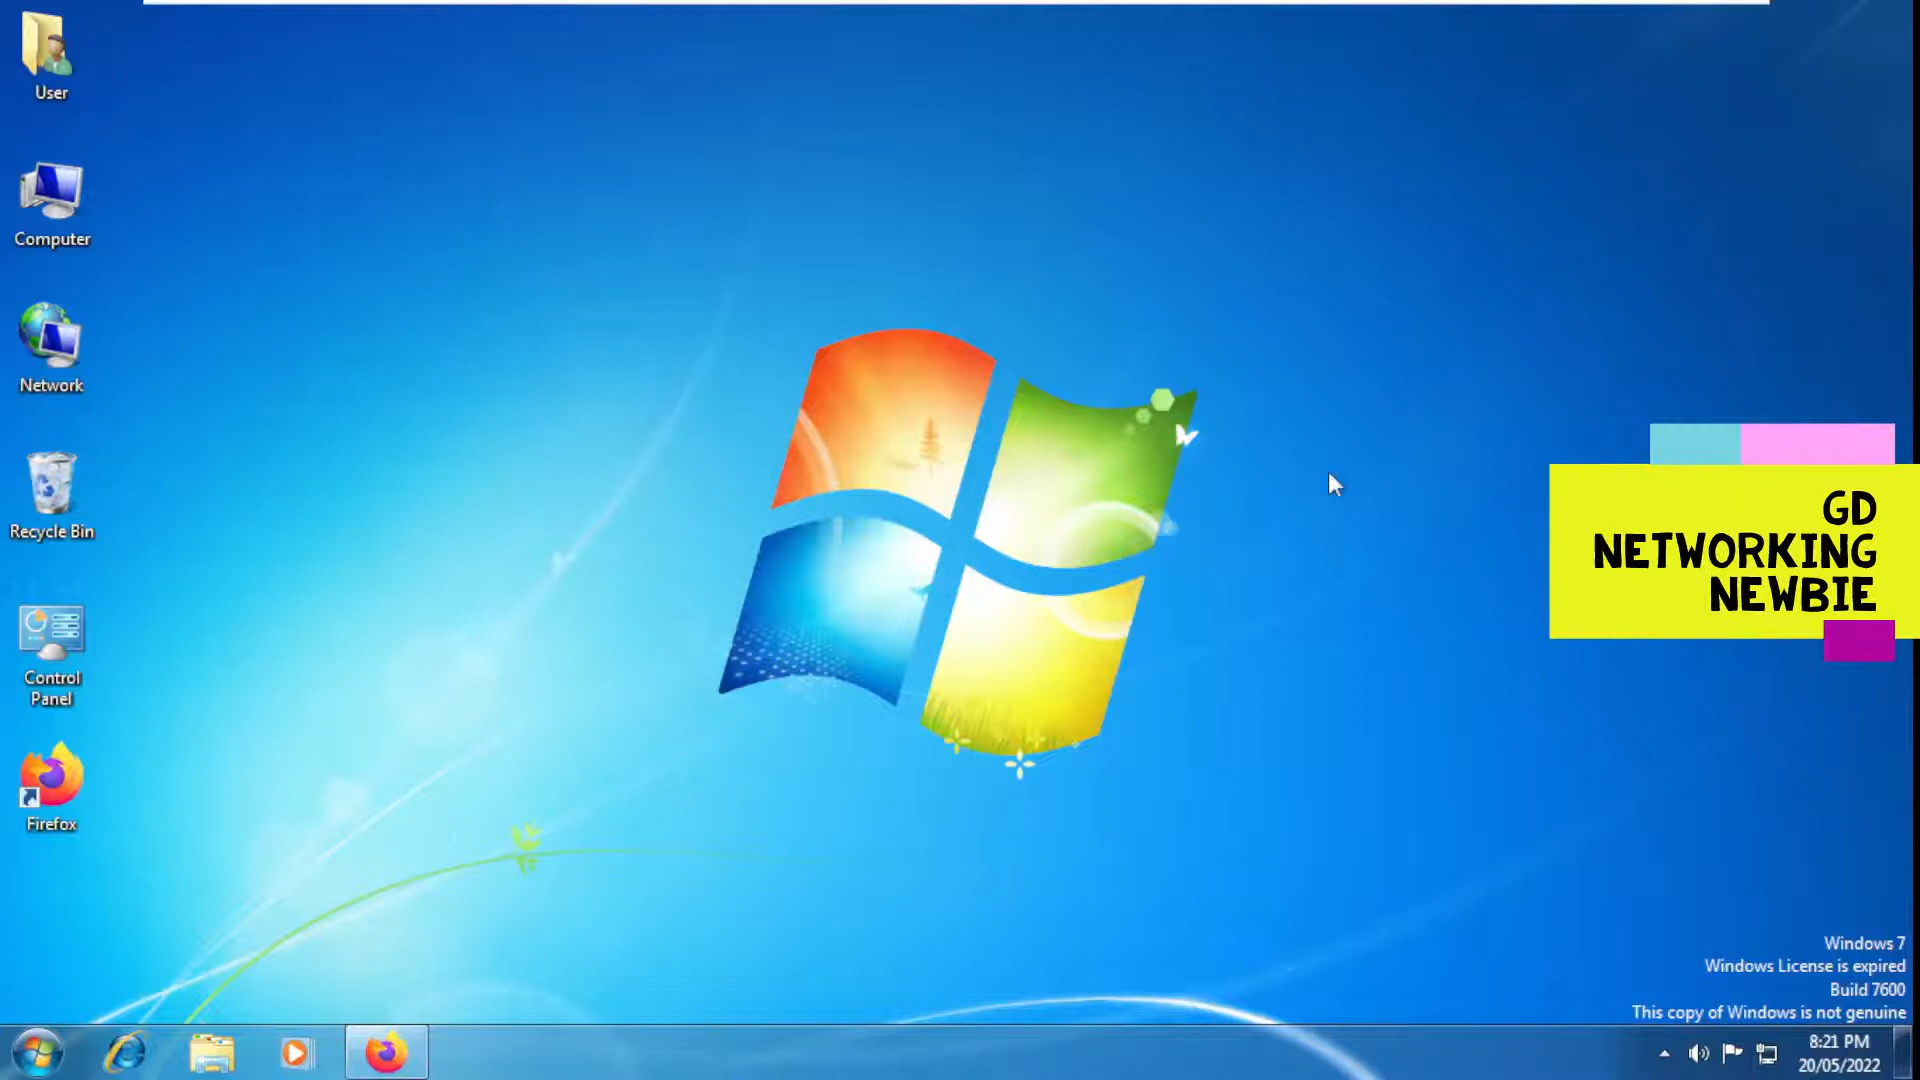 User
Computer
Network
Recycle Bin
Control
Panel
Firefox
GD
NETWORKING
NEWBIE
Windows 7
Windows License is expired
Build 7600
This copy of Windows is not genuine
8:21 PM
20/05/2022